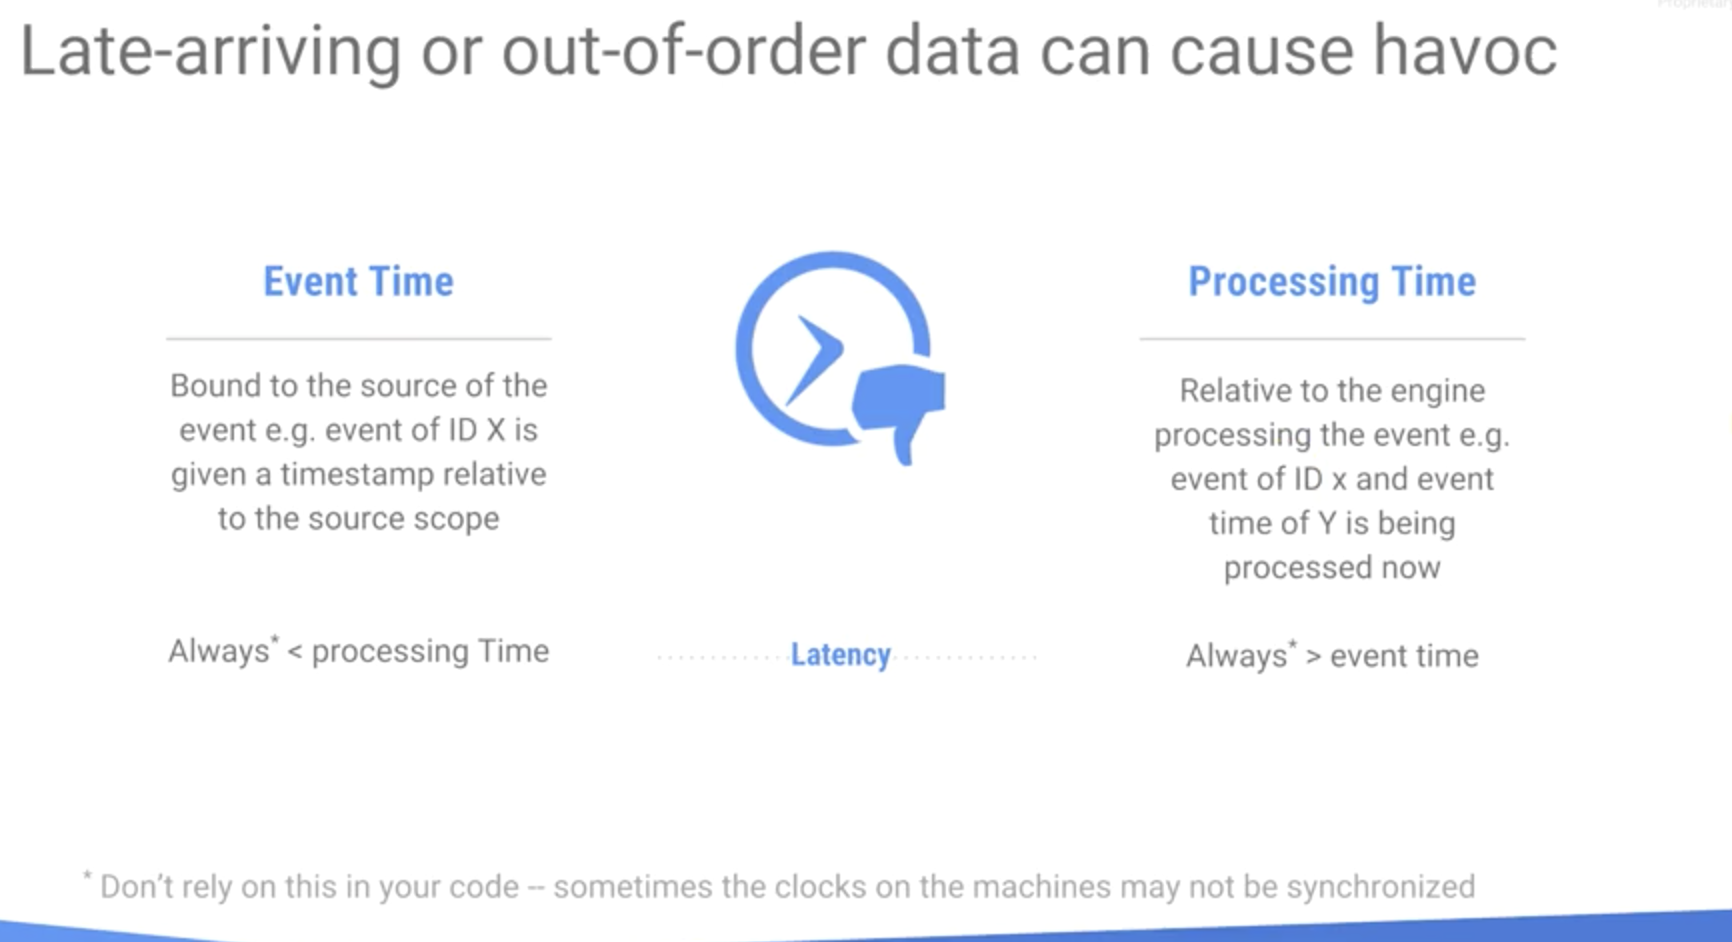 Proprietary
Late-arriving or out-of-order data can cause havoc
Event Time
Bound to the source of the
event e.g. event of ID X is
given a timestamp relative
to the source scope
Always* < processing Time
Latency
Processing Time
Relative to the engine
processing the event e.g.
event of ID x and event
time of Y is being
processed now
Always* > event time
* Don't rely on this in your code -- sometimes the clocks on the machines may not be synchronized